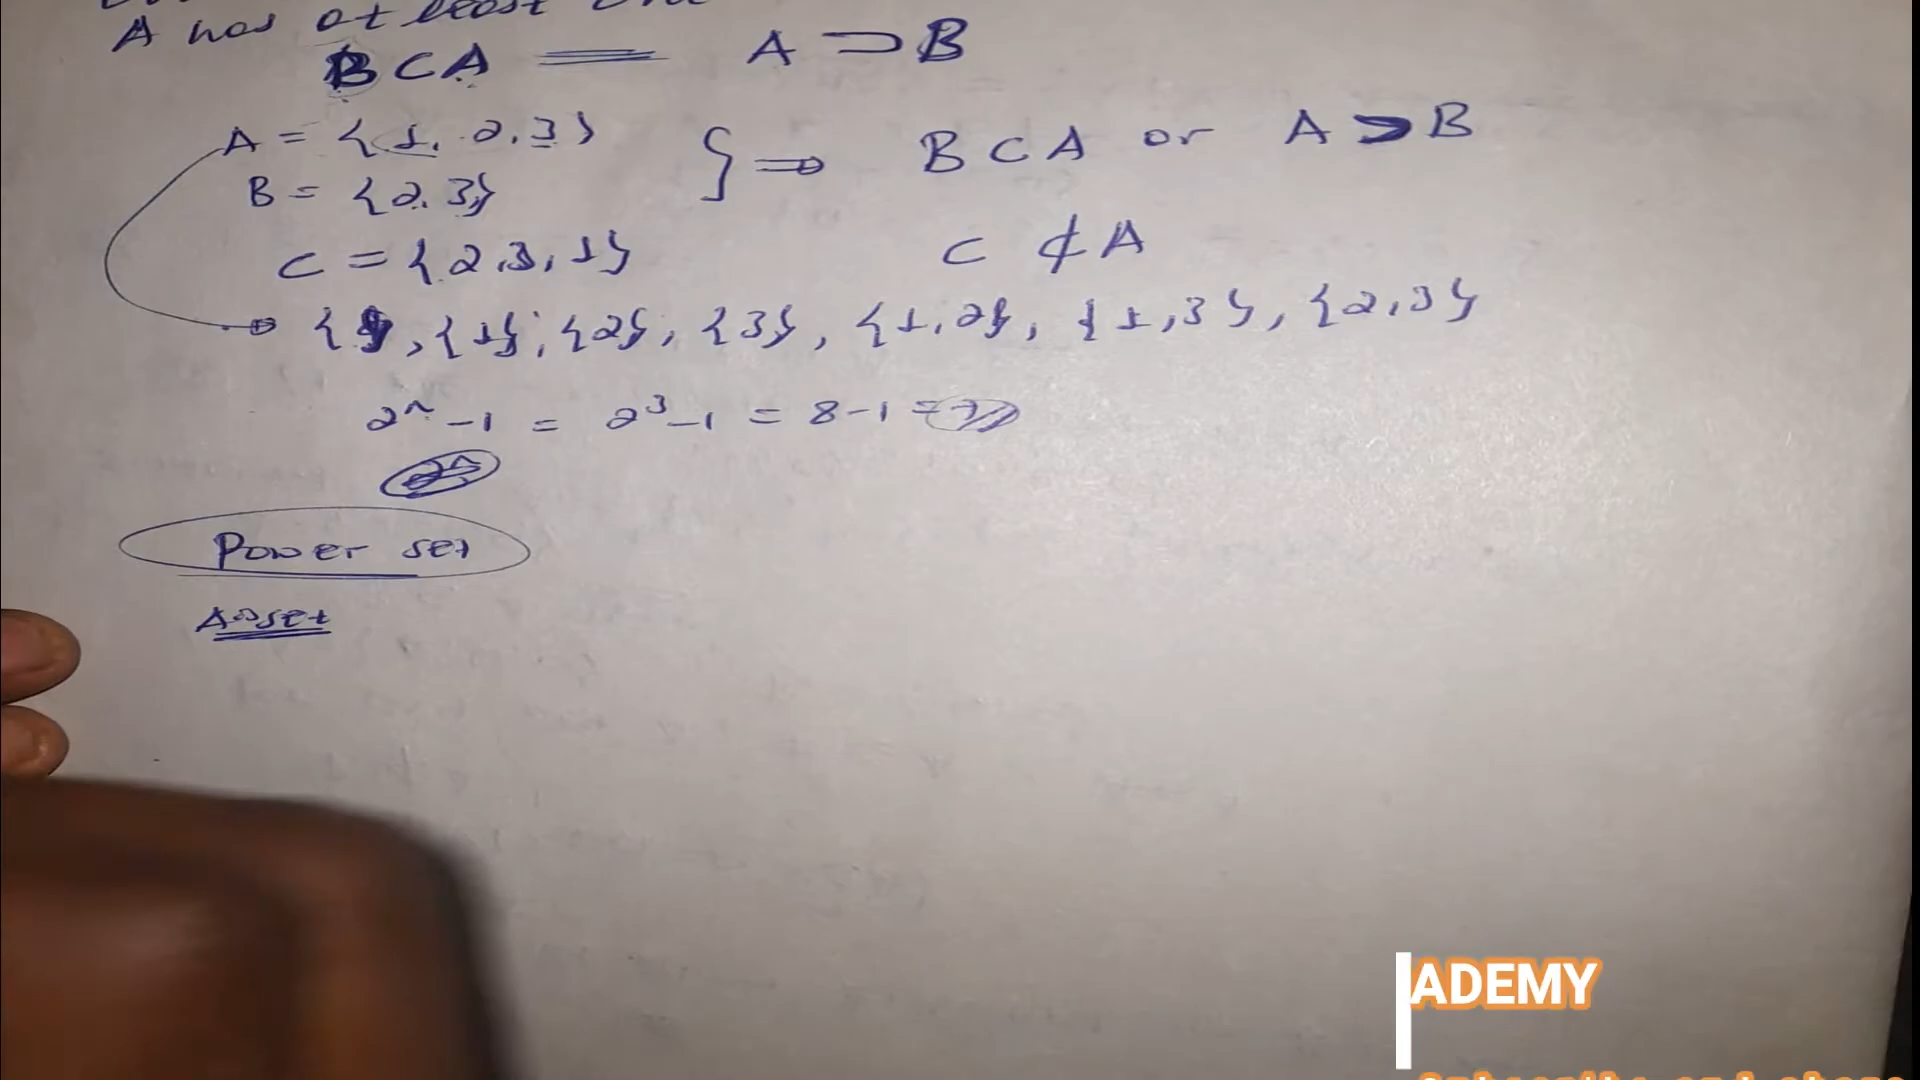 A has at least
B ⊂ A = A ⊃ B
A = {1, 2, 3}
B = {2, 3}
} ⇒ B ⊂ A or A ⊃ B
C = {2, 3, 1} C ⊄ A
{}, {1}, {2}, {3}, {1, 2}, {1, 3}, {2, 3}
2ⁿ - 1 = 2³ - 1 = 8 - 1 = 7
Power set
set
ADEMY